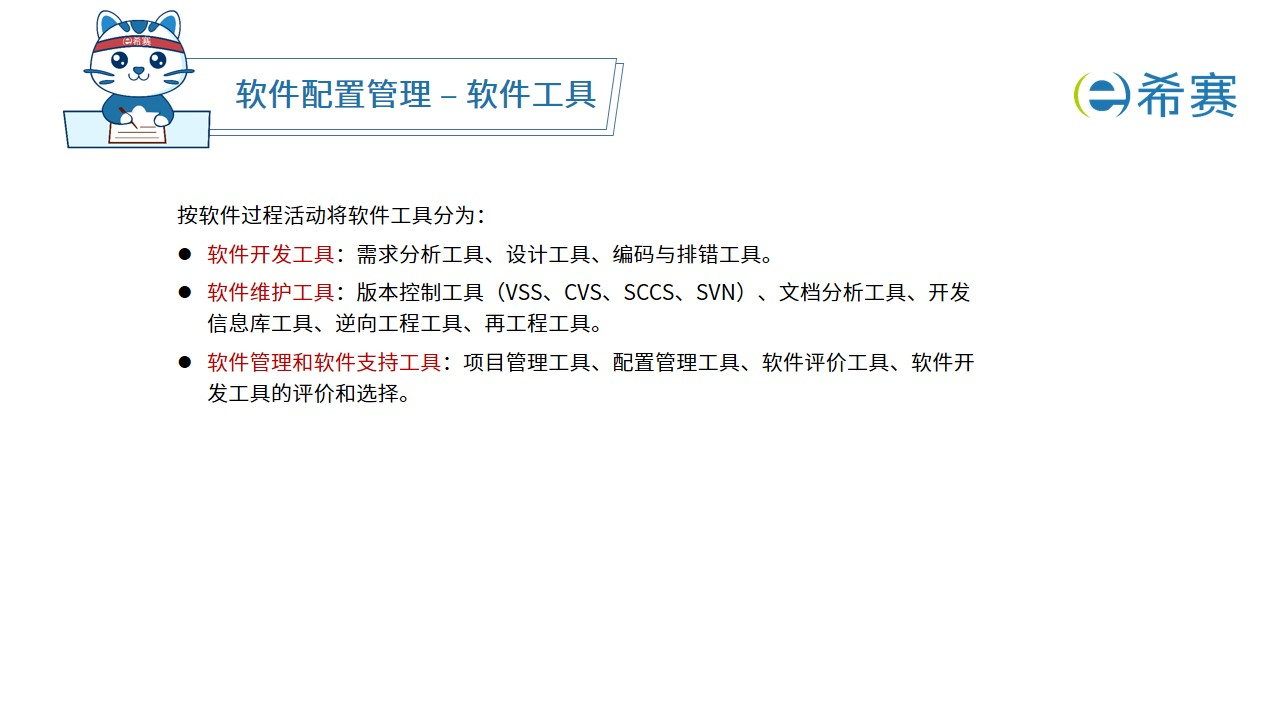 希赛
软件配置管理 – 软件工具
希赛
按软件过程活动将软件工具分为：
● 软件开发工具：需求分析工具、设计工具、编码与排错工具。
● 软件维护工具：版本控制工具（VSS、CVS、SCCS、SVN）、文档分析工具、开发
信息库工具、逆向工程工具、再工程工具。
● 软件管理和软件支持工具：项目管理工具、配置管理工具、软件评价工具、软件开
发工具的评价和选择。